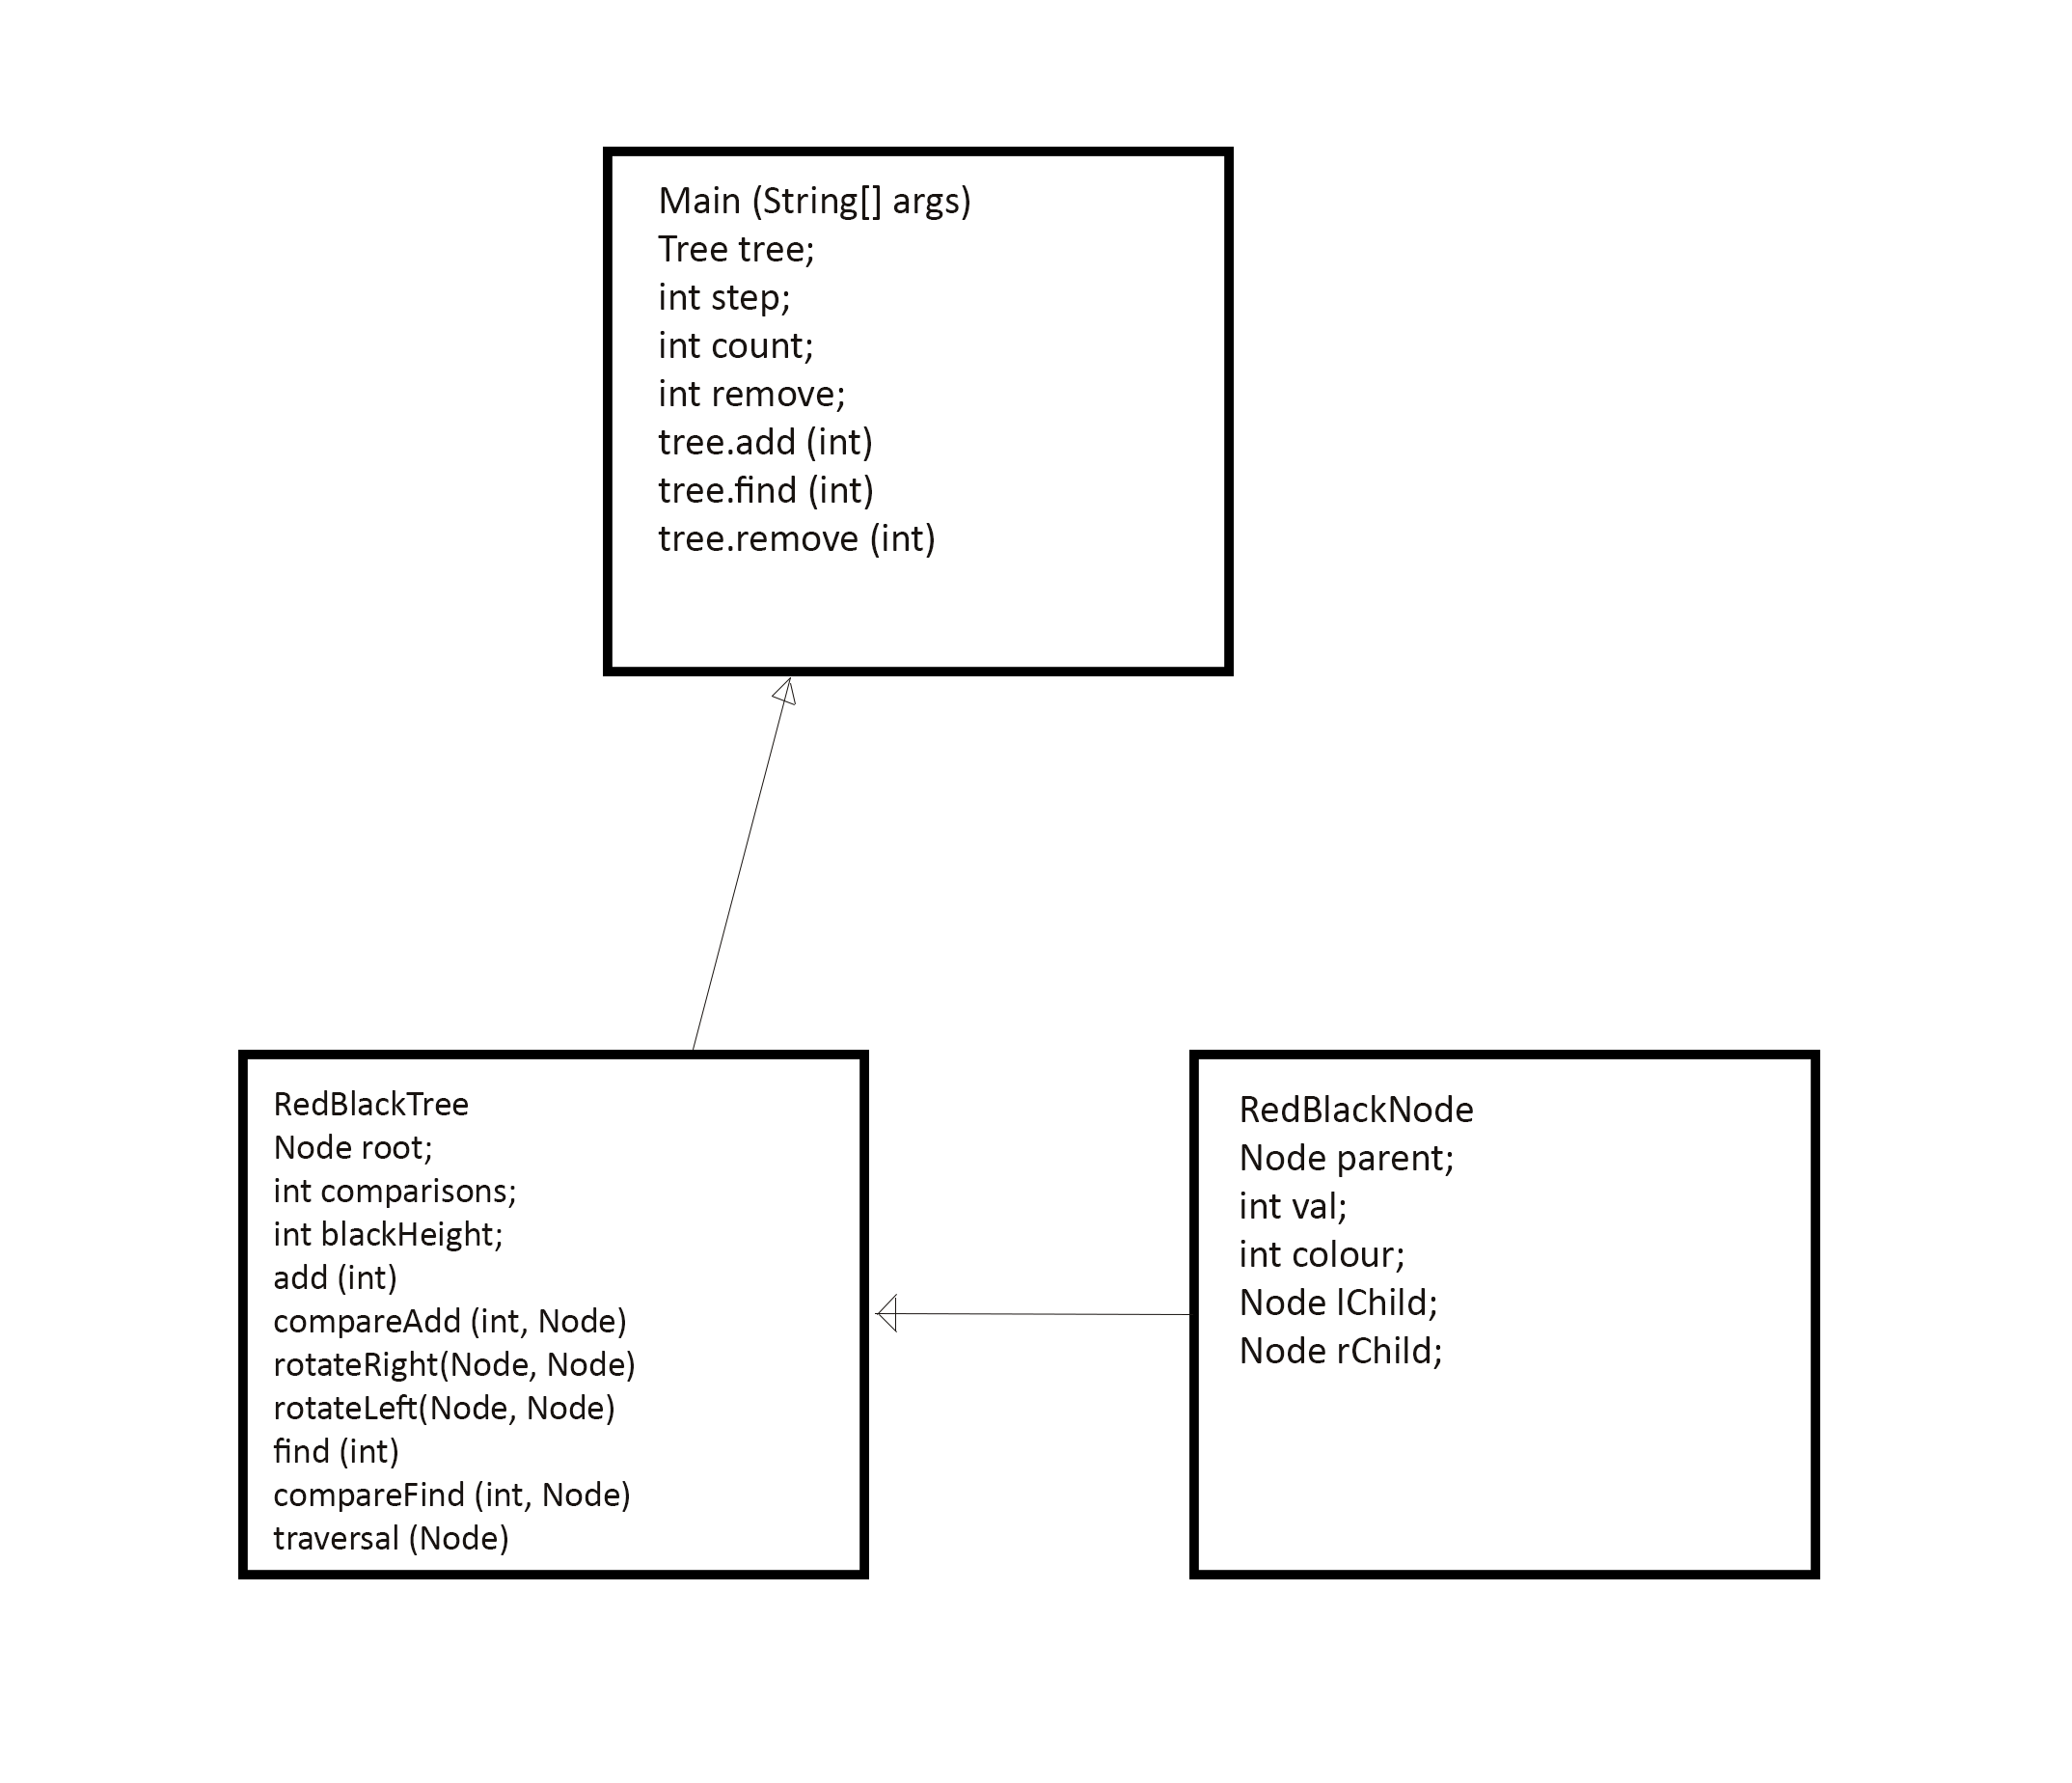 Main (String[] args)
Tree tree;
int step;
int count;
int remove;
tree.add (int)
tree.find (int)
tree.remove (int)
RedBlackTree
Node root;
int comparisons;
int blackHeight;
add (int)
compareAdd (int, Node)
rotateRight(Node, Node)
rotateLeft(Node, Node)
find (int)
compareFind (int, Node)
traversal (Node)
RedBlackNode
Node parent;
int val;
int colour;
Node lChild;
Node rChild;